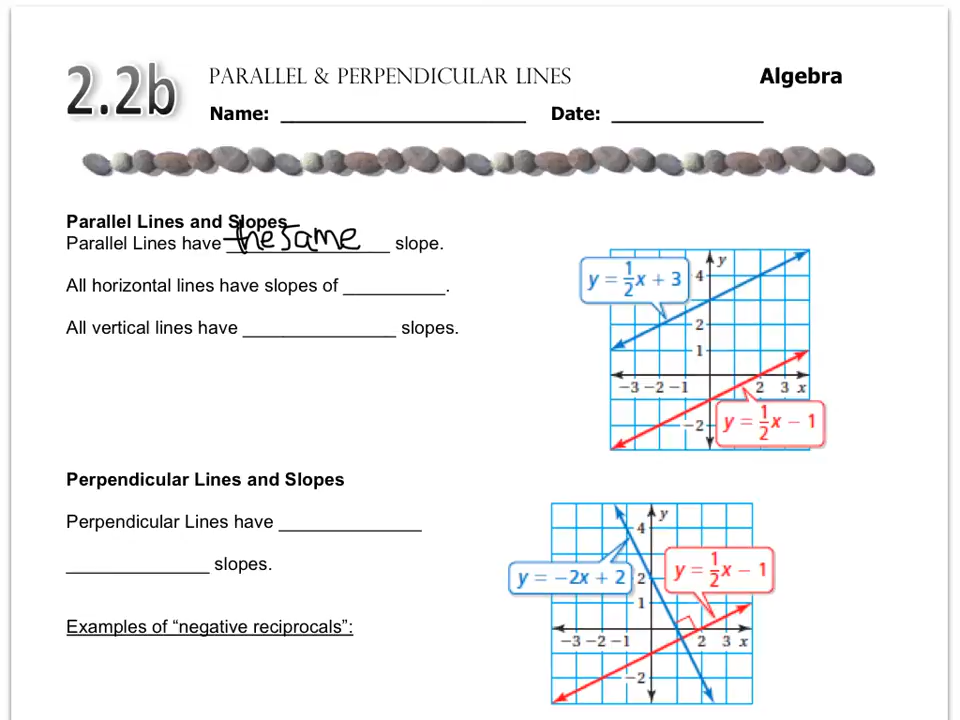 2.2b PARALLEL & PERPENDICULAR LINES Algebra
Name: ________________________ Date: _______________
Parallel Lines and Slopes
Parallel Lines have the same slope.
All horizontal lines have slopes of __________.
All vertical lines have _______________ slopes.
y = 1/2x + 3
y
4
2
1
-3 -2 -1 2 3 x
-2
y = 1/2x − 1
Perpendicular Lines and Slopes
Perpendicular Lines have ______________
______________ slopes.
Examples of “negative reciprocals”:
y
4
y = −2x + 2
2
y = 1/2x − 1
1
-3 -2 -1 2 3 x
-2